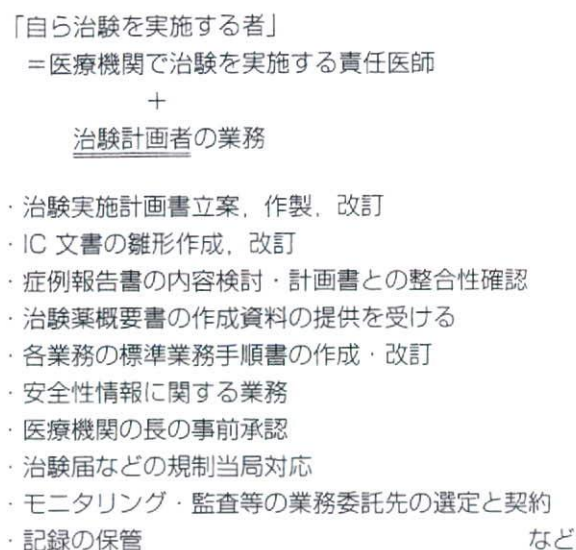 「自ら治験を実施する者」
＝医療機関で治験を実施する責任医師
＋
治験計画者の業務
・治験実施計画書立案，作製，改訂
・IC 文書の雛形作成，改訂
・症例報告書の内容検討・計画書との整合性確認
・治験薬概要書の作成資料の提供を受ける
・各業務の標準業務手順書の作成・改訂
・安全性情報に関する業務
・医療機関の長の事前承認
・治験届などの規制当局対応
・モニタリング・監査等の業務委託先の選定と契約
・記録の保管 など